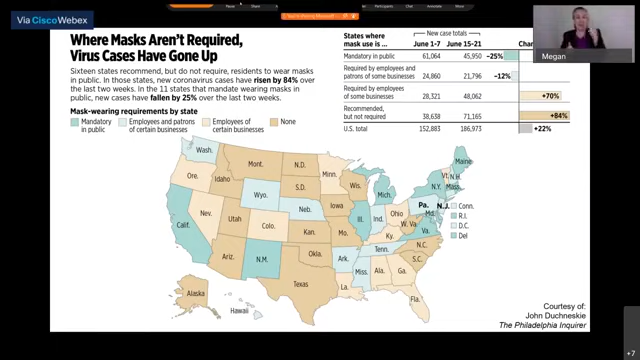 Pause
Share
Participants
Chat
Annotate
More
Via Cisco Webex
Megan
Where Masks Aren't Required,
Virus Cases Have Gone Up
Sixteen states recommend, but do not require, residents to wear masks
in public. In those states, new coronavirus cases have risen by 84% over
the last two weeks. In the 11 states that mandate wearing masks in
public, new cases have fallen by 25% over the last two weeks.
Mask-wearing requirements by state
Mandatory in public
Employees and patrons of certain businesses
Employees of certain businesses
None
States where mask use is ...
New case totals
June 1-7 June 15-21
Mandatory in public 61,064 45,950 -25%
Required by employees and patrons of some businesses 24,860 21,796 -12%
Required by employees of some businesses 28,321 48,062 +70%
Recommended, but not required 38,638 71,165 +84%
U.S. total 152,883 186,973 +22%
Wash.
Ore.
Calif.
Nev.
Idaho
Mont.
Wyo.
Utah
Ariz.
Colo.
N.M.
N.D.
S.D.
Neb.
Kan.
Okla.
Texas
Minn.
Iowa
Mo.
Ark.
La.
Wis.
Ill.
Mich.
Ind.
Ohio
Ky.
Tenn.
Miss.
Ala.
Ga.
Fla.
S.C.
N.C.
Va.
W. Va.
Md.
Pa.
N.J.
N.Y.
Vt.
N.H.
Maine
Mass.
Conn.
R.I.
D.C.
Del
Alaska
Hawaii
Courtesy of:
John Duchneskie
The Philadelphia Inquirer
+7